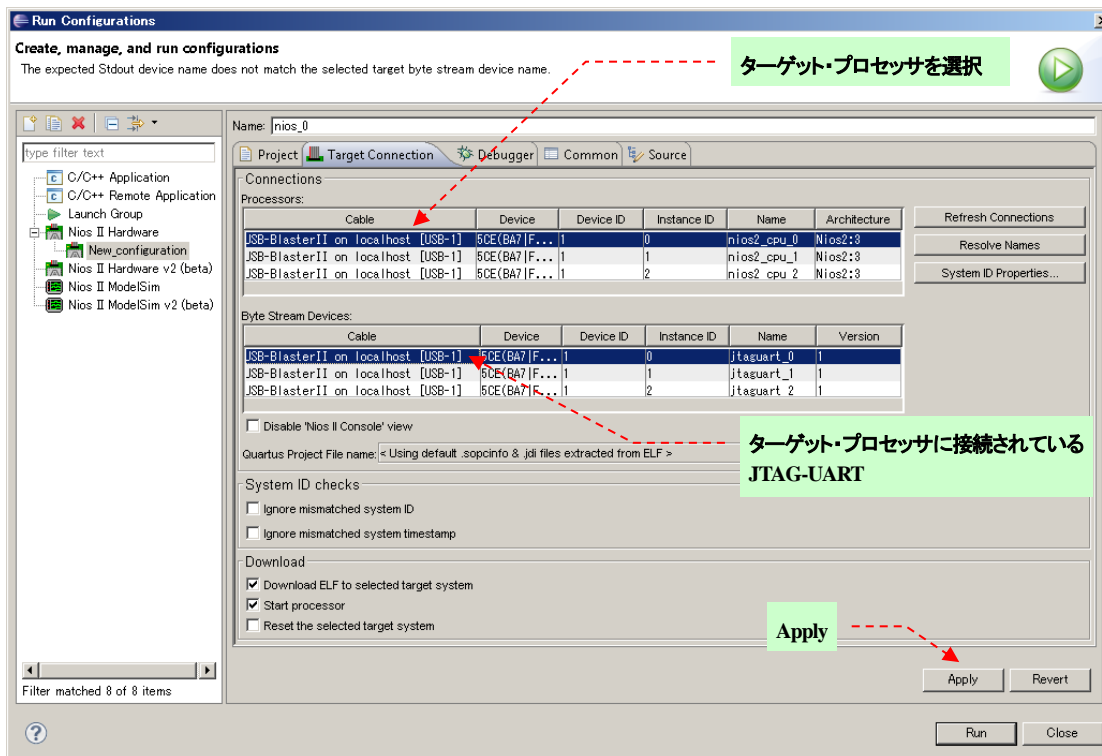 Run Configurations
Create, manage, and run configurations
The expected Stdout device name does not match the selected target byte stream device name.
ターゲット・プロセッサを選択
type filter text
C/C++ Application
C/C++ Remote Application
Launch Group
Nios II Hardware
New_configuration
Nios II Hardware v2 (beta)
Nios II ModelSim
Nios II ModelSim v2 (beta)
Filter matched 8 of 8 items
Name: nios_0
Project Target Connection Debugger Common Source
Connections
Processors:
Cable Device Device ID Instance ID Name Architecture
JSB-BlasterII on localhost [USB-1] 5CE(BA7|F... 1 0 nios2_cpu_0 Nios2:3
JSB-BlasterII on localhost [USB-1] 5CE(BA7|F... 1 1 nios2_cpu_1 Nios2:3
JSB-BlasterII on localhost [USB-1] 5CE(BA7|F... 1 2 nios2 cpu 2 Nios2:3
Refresh Connections
Resolve Names
System ID Properties...
Byte Stream Devices:
Cable Device Device ID Instance ID Name Version
JSB-BlasterII on localhost [USB-1] 5CE(BA7|F... 1 0 jtaguart_0 1
JSB-BlasterII on localhost [USB-1] 5CE(BA7|F... 1 1 jtaguart_1 1
JSB-BlasterII on localhost [USB-1] 5CE(BA7|F... 1 2 jtaguart 2 1
Disable 'Nios II Console' view
Quartus Project File name: < Using default .sopcinfo & .jdi files extracted from ELF >
ターゲット・プロセッサに接続されている
JTAG-UART
System ID checks
Ignore mismatched system ID
Ignore mismatched system timestamp
Download
Download ELF to selected target system
Start processor
Reset the selected target system
Apply
Apply Revert
Run Close